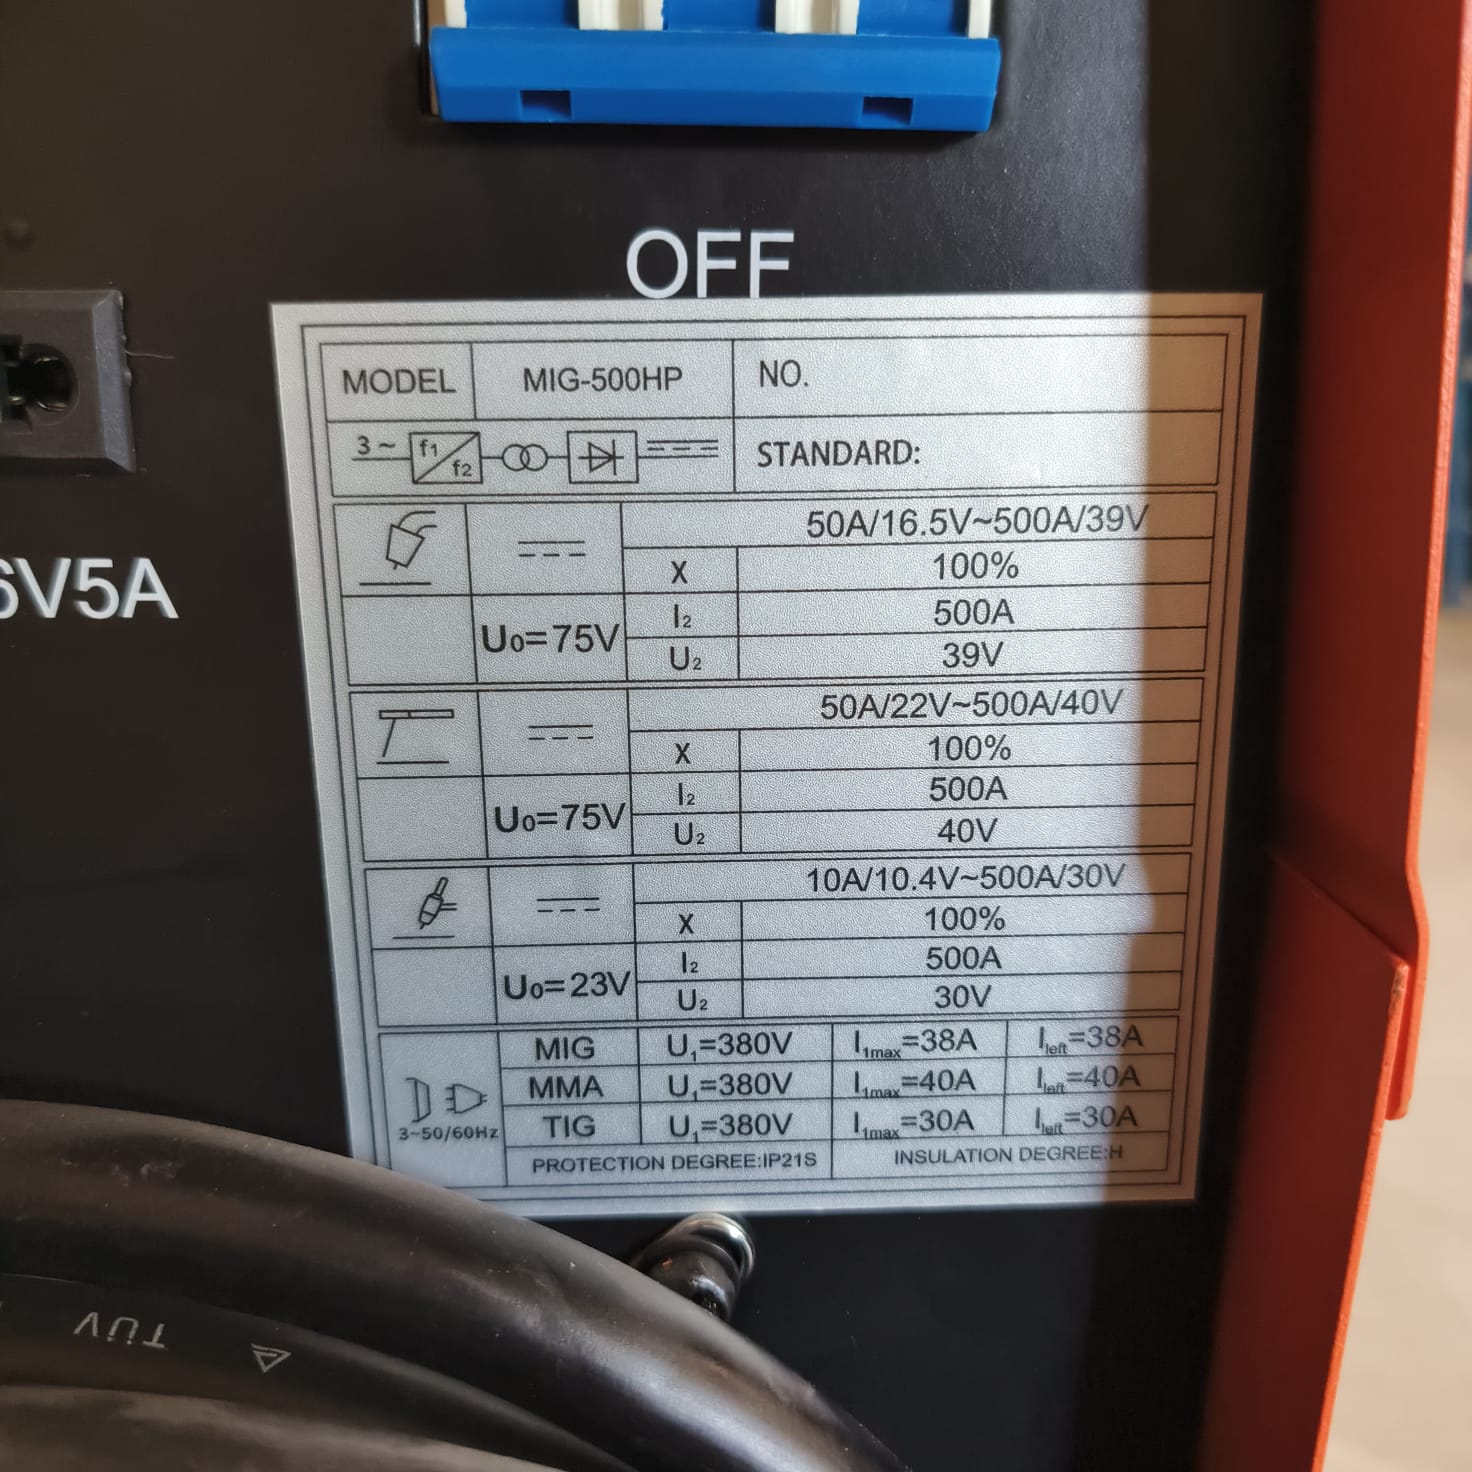 OFF
6V5A
MODEL MIG-500HP NO.
3~ f1 f2 STANDARD:
50A/16.5V~500A/39V
X 100%
U0=75V I2 500A
U2 39V
50A/22V~500A/40V
X 100%
U0=75V I2 500A
U2 40V
10A/10.4V~500A/30V
X 100%
U0=23V I2 500A
U2 30V
MIG U1=380V I1max=38A Ileft=38A
MMA U1=380V I1max=40A Ileft=40A
3~50/60Hz TIG U1=380V I1max=30A Ileft=30A
PROTECTION DEGREE:IP21S INSULATION DEGREE:H
TÜV